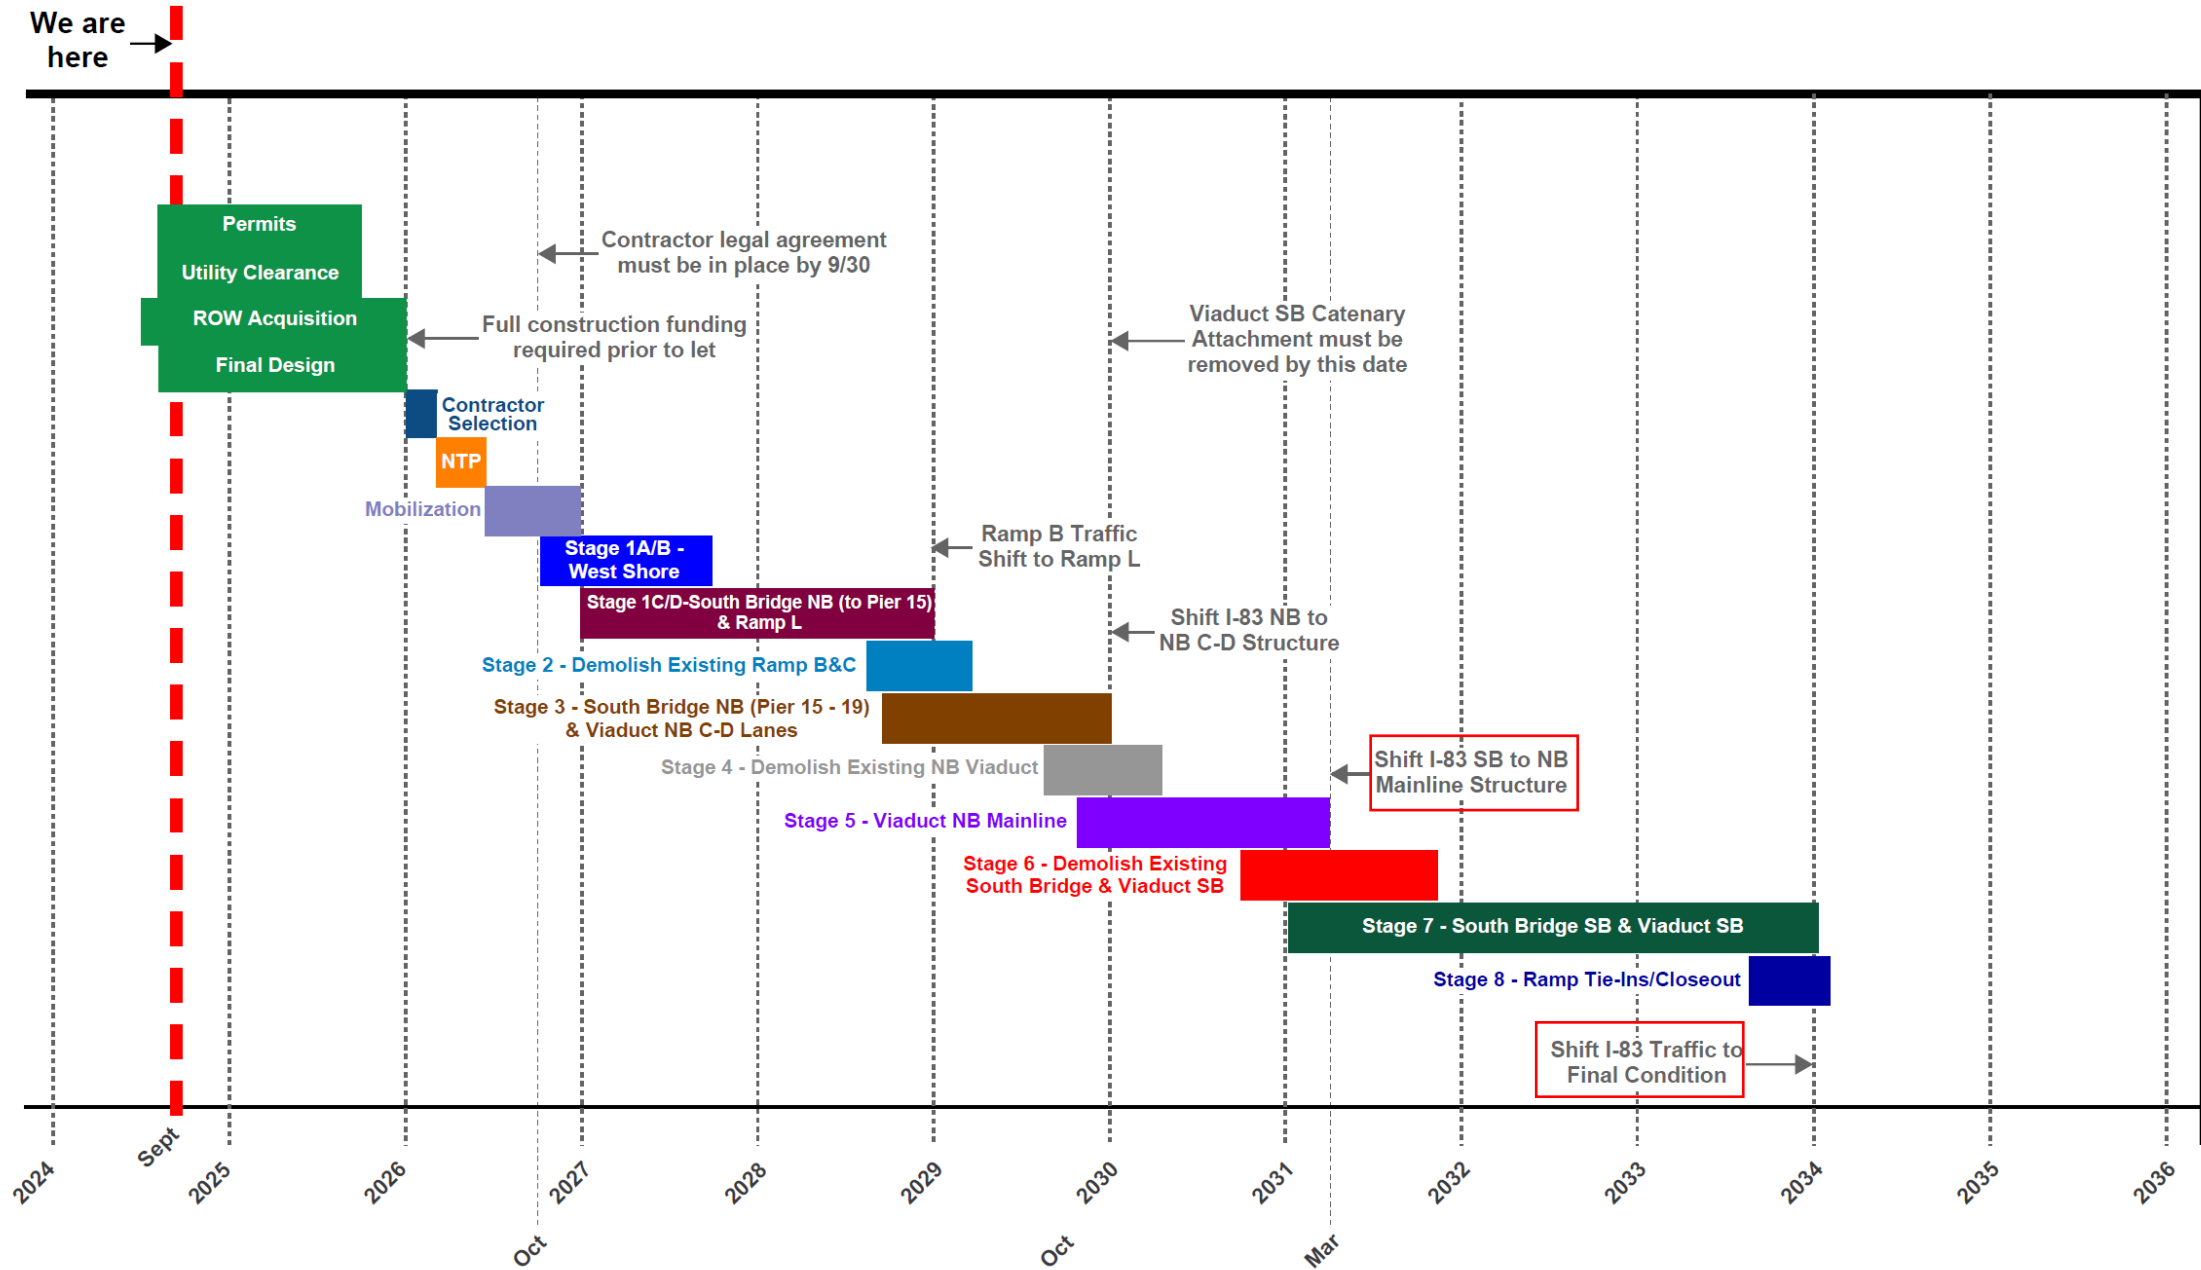 We are
here
Permits
Utility Clearance
ROW Acquisition
Final Design
Contractor legal agreement
must be in place by 9/30
Full construction funding
required prior to let
Viaduct SB Catenary
Attachment must be
removed by this date
Contractor
Selection
NTP
Mobilization
Stage 1A/B -
West Shore
Ramp B Traffic
Shift to Ramp L
Stage 1C/D-South Bridge NB (to Pier 15)
& Ramp L
Shift I-83 NB to
NB C-D Structure
Stage 2 - Demolish Existing Ramp B&C
Stage 3 - South Bridge NB (Pier 15 - 19)
& Viaduct NB C-D Lanes
Stage 4 - Demolish Existing NB Viaduct
Shift I-83 SB to NB
Mainline Structure
Stage 5 - Viaduct NB Mainline
Stage 6 - Demolish Existing
South Bridge & Viaduct SB
Stage 7 - South Bridge SB & Viaduct SB
Stage 8 - Ramp Tie-Ins/Closeout
Shift I-83 Traffic to
Final Condition
2024
Sept
2025
2026
2027
2028
2029
2030
2031
2032
2033
2034
2035
2036
Oct
Oct
Mar